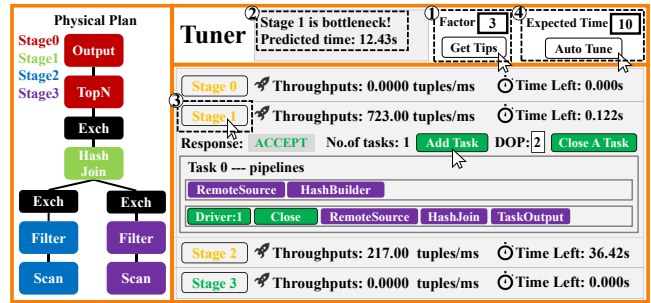 Physical Plan
Stage0
Stage1
Stage2
Stage3
Output
TopN
Exch
Hash
Join
Exch
Exch
Filter
Filter
Scan
Scan
Tuner
②
Stage 1 is bottleneck!
Predicted time: 12.43s
①
Factor
3
Get Tips
④
Expected Time
10
Auto Tune
Stage 0
Throughputs: 0.0000 tuples/ms
Time Left: 0.000s
③
Stage 1
Throughputs: 723.00 tuples/ms
Time Left: 0.122s
Response: ACCEPT
No.of tasks: 1
Add Task
DOP: 2
Close A Task
Task 0 --- pipelines
RemoteSource
HashBuilder
Driver:1
Close
RemoteSource
HashJoin
TaskOutput
Stage 2
Throughputs: 217.00 tuples/ms
Time Left: 36.42s
Stage 3
Throughputs: 0.0000 tuples/ms
Time Left: 0.000s